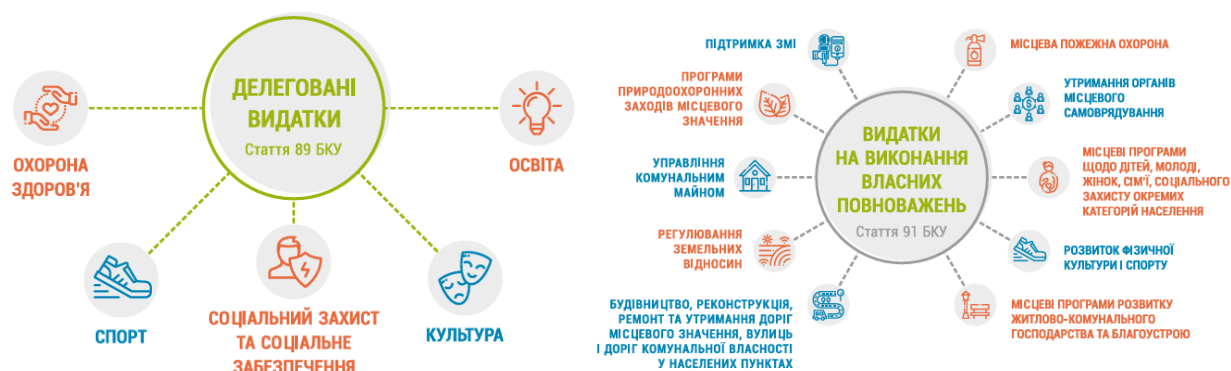 ДЕЛЕГОВАНІ
ВИДАТКИ
Стаття 89 БКУ
ОХОРОНА
ЗДОРОВ'Я
СПОРТ
СОЦІАЛЬНИЙ ЗАХИСТ
ТА СОЦІАЛЬНЕ
ЗАБЕЗПЕЧЕННЯ
КУЛЬТУРА
ОСВІТА
ВИДАТКИ
НА ВИКОНАННЯ
ВЛАСНИХ
ПОВНОВАЖЕНЬ
Стаття 91 БКУ
ПІДТРИМКА ЗМІ
ПРОГРАМИ
ПРИРОДООХОРОННИХ
ЗАХОДІВ МІСЦЕВОГО
ЗНАЧЕННЯ
УПРАВЛІННЯ
КОМУНАЛЬНИМ
МАЙНОМ
РЕГУЛЮВАННЯ
ЗЕМЕЛЬНИХ
ВІДНОСИН
БУДІВНИЦТВО, РЕКОНСТРУКЦІЯ,
РЕМОНТ ТА УТРИМАННЯ ДОРІГ
МІСЦЕВОГО ЗНАЧЕННЯ, ВУЛИЦЬ
І ДОРІГ КОМУНАЛЬНОЇ ВЛАСНОСТІ
У НАСЕЛЕНИХ ПУНКТАХ
МІСЦЕВА ПОЖЕЖНА ОХОРОНА
УТРИМАННЯ ОРГАНІВ
МІСЦЕВОГО
САМОВРЯДУВАННЯ
МІСЦЕВІ ПРОГРАМИ
ЩОДО ДІТЕЙ, МОЛОДІ,
ЖІНОК, СІМ'Ї, СОЦІАЛЬНОГО
ЗАХИСТУ ОКРЕМИХ
КАТЕГОРІЙ НАСЕЛЕННЯ
РОЗВИТОК ФІЗИЧНОЇ
КУЛЬТУРИ І СПОРТУ
МІСЦЕВІ ПРОГРАМИ РОЗВИТКУ
ЖИТЛОВО-КОМУНАЛЬНОГО
ГОСПОДАРСТВА ТА БЛАГОУСТРОЮ